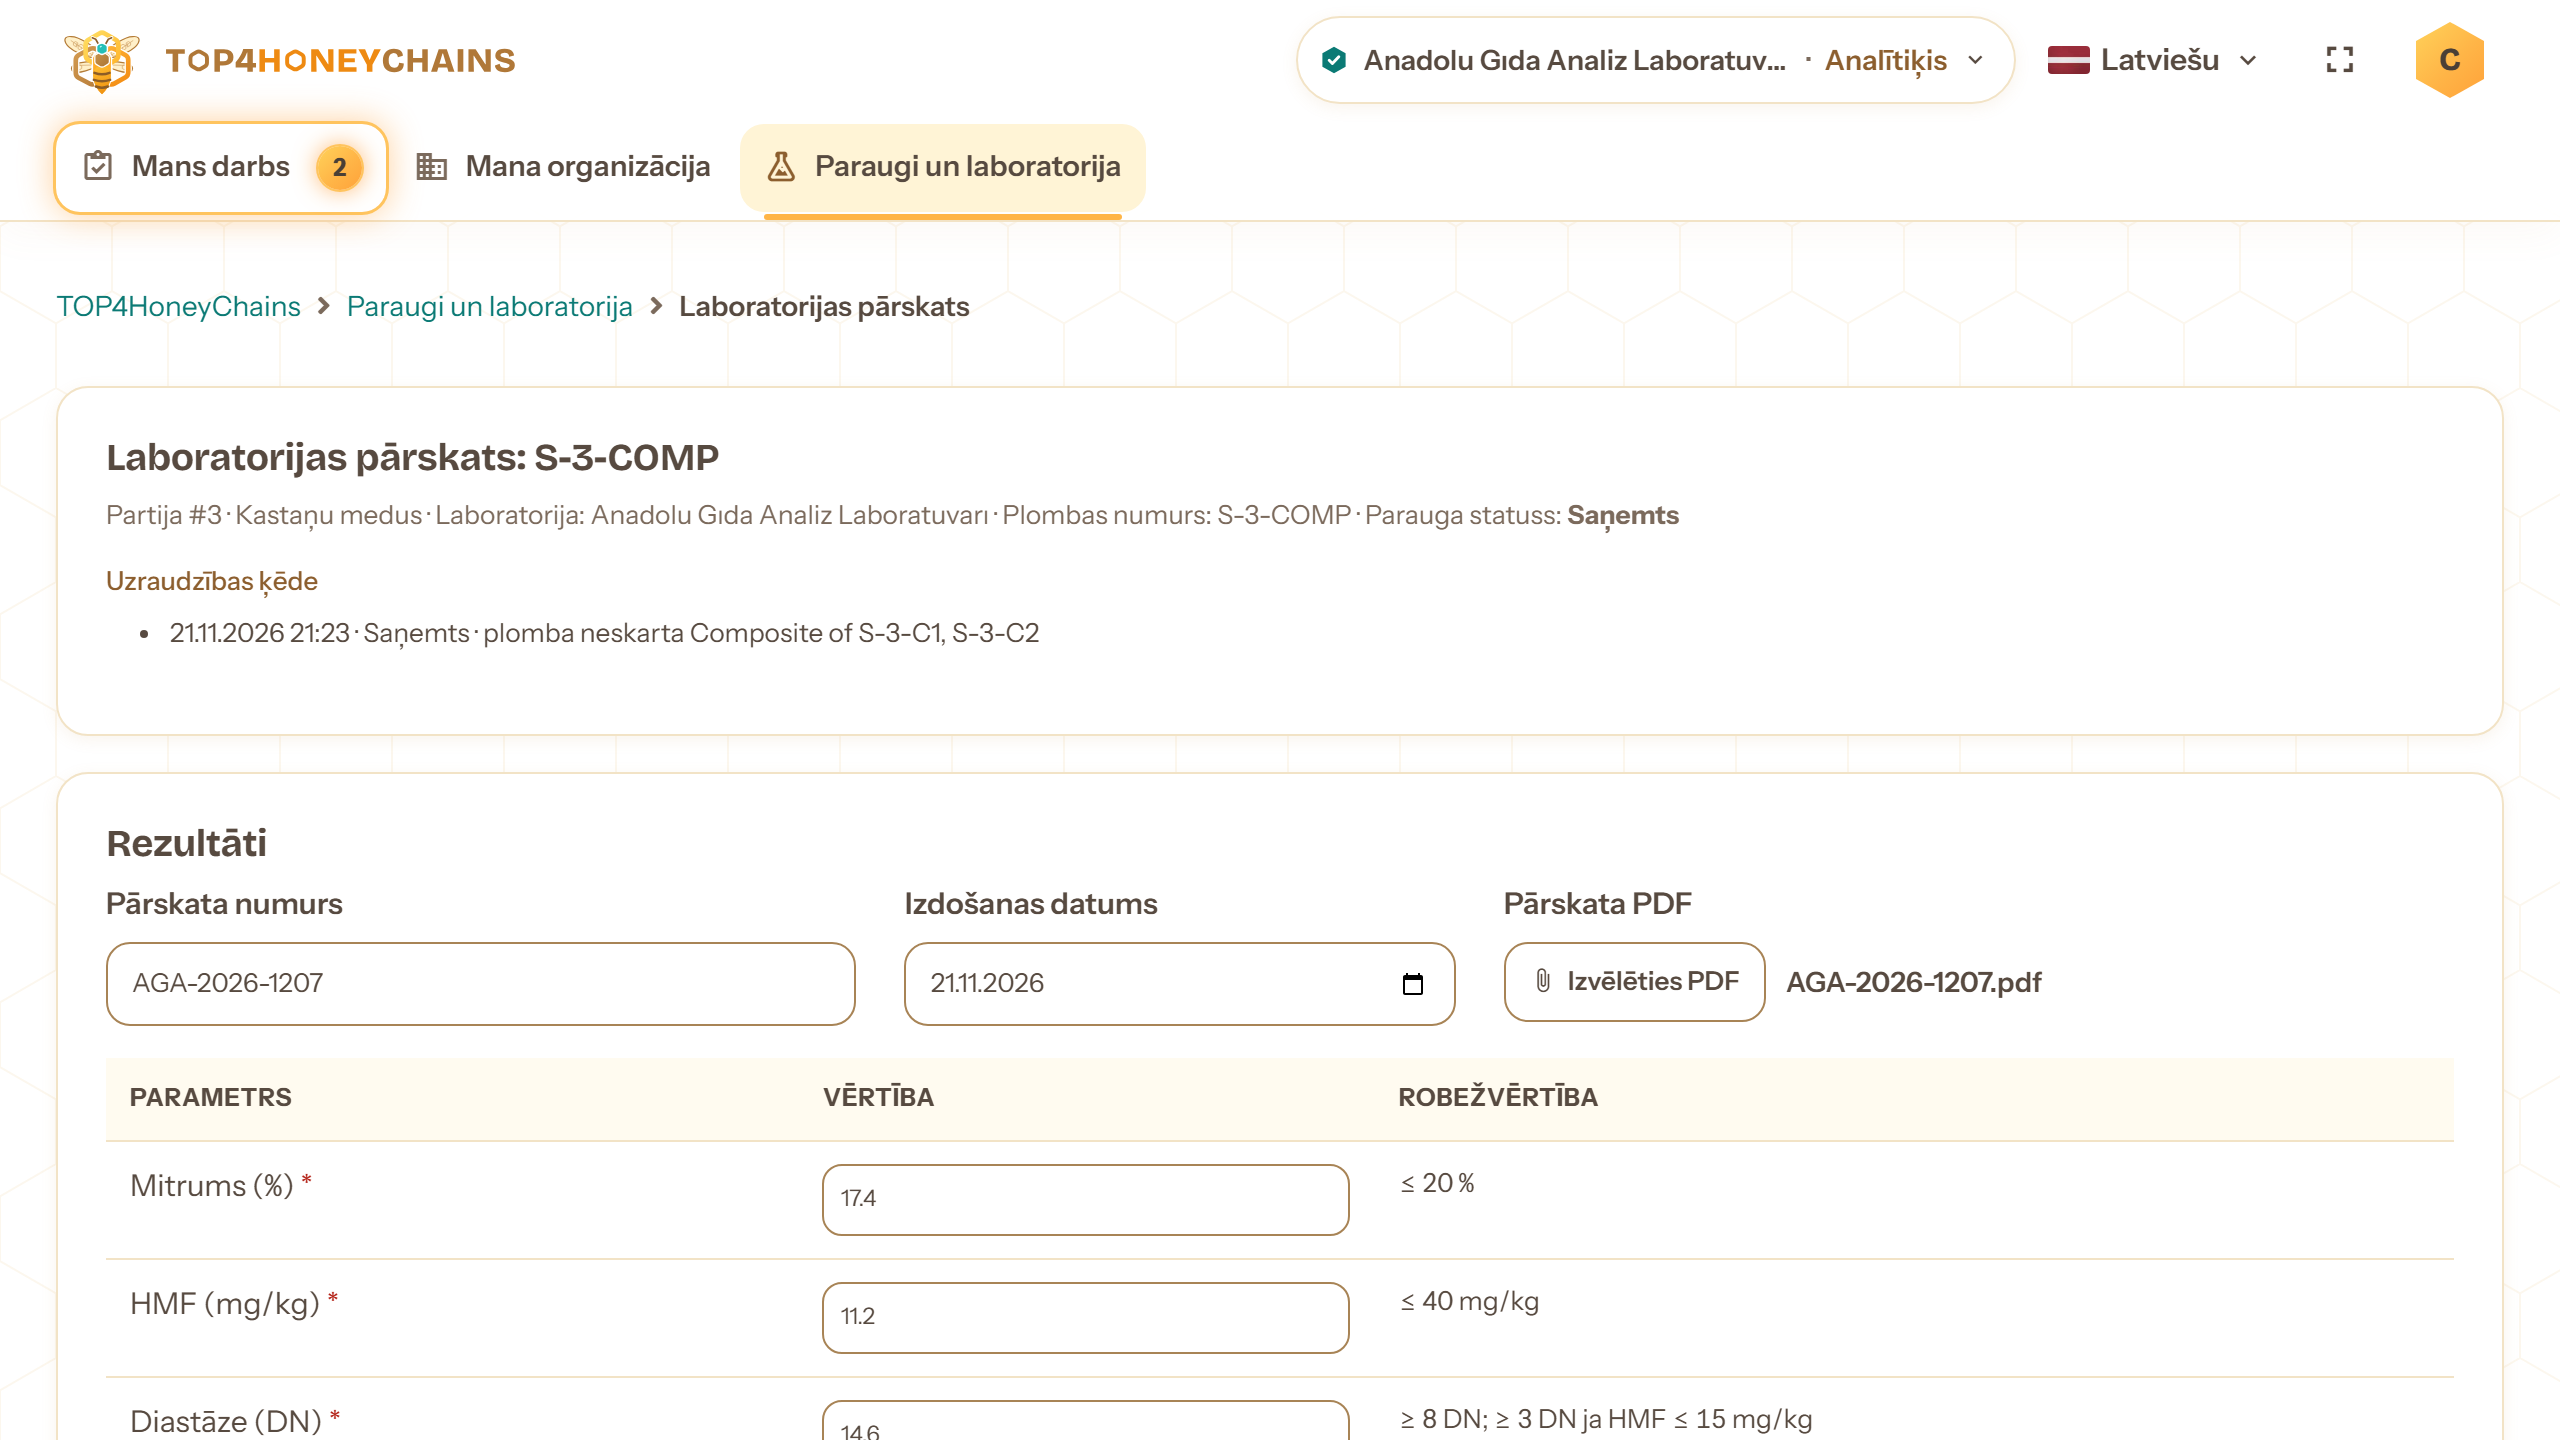 TOP4HONEYCHAINS
Anadolu Gıda Analiz Laboratuv... · Analītiķis
Latviešu
C
Mans darbs 2
Mana organizācija
Paraugi un laboratorija
TOP4HoneyChains > Paraugi un laboratorija > Laboratorijas pārskats
Laboratorijas pārskats: S-3-COMP
Partija #3 · Kastaņu medus · Laboratorija: Anadolu Gıda Analiz Laboratuvarı · Plombas numurs: S-3-COMP · Parauga statuss: Saņemts
Uzraudzības ķēde
• 21.11.2026 21:23 · Saņemts · plomba neskarta Composite of S-3-C1, S-3-C2
Rezultāti
Pārskata numurs
Izdošanas datums
Pārskata PDF
AGA-2026-1207
21.11.2026
Izvēlēties PDF
AGA-2026-1207.pdf
PARAMETRS VĒRTĪBA ROBEŽVĒRTĪBA
Mitrums (%) * 17.4 ≤ 20 %
HMF (mg/kg) * 11.2 ≤ 40 mg/kg
Diastāze (DN) * 14.6 ≥ 8 DN; ≥ 3 DN ja HMF ≤ 15 mg/kg